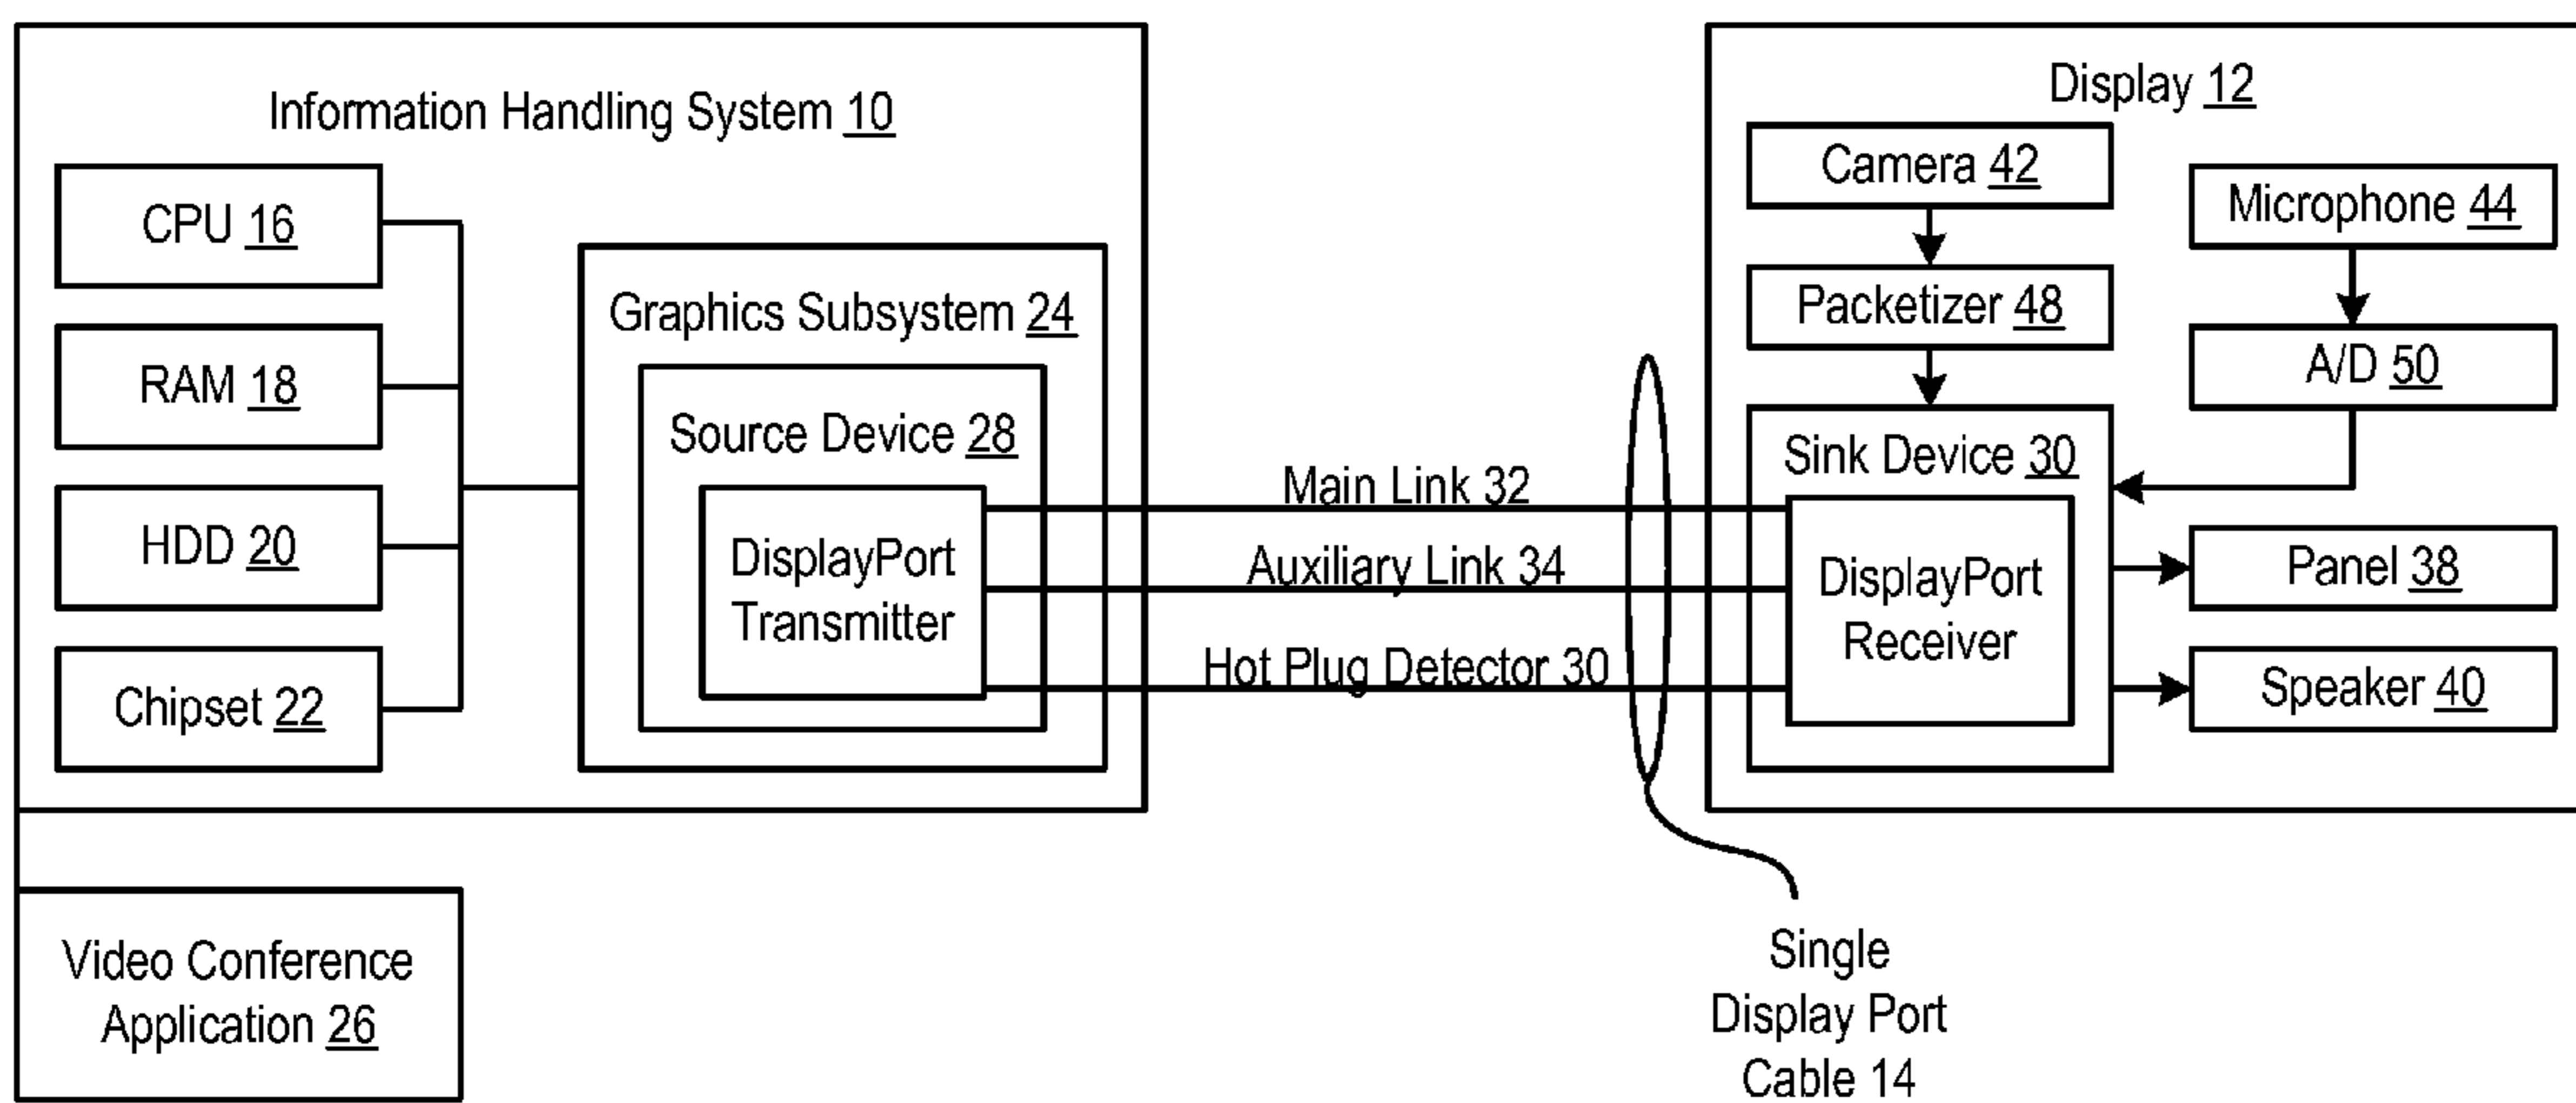 Information Handling System 10
CPU 16
RAM 18
HDD 20
Chipset 22
Graphics Subsystem 24
Source Device 28
DisplayPort
Transmitter
Video Conference
Application 26
Main Link 32
Auxiliary Link 34
Hot Plug Detector 30
Single
Display Port
Cable 14
Display 12
Camera 42
Packetizer 48
Sink Device 30
DisplayPort
Receiver
Microphone 44
A/D 50
Panel 38
Speaker 40